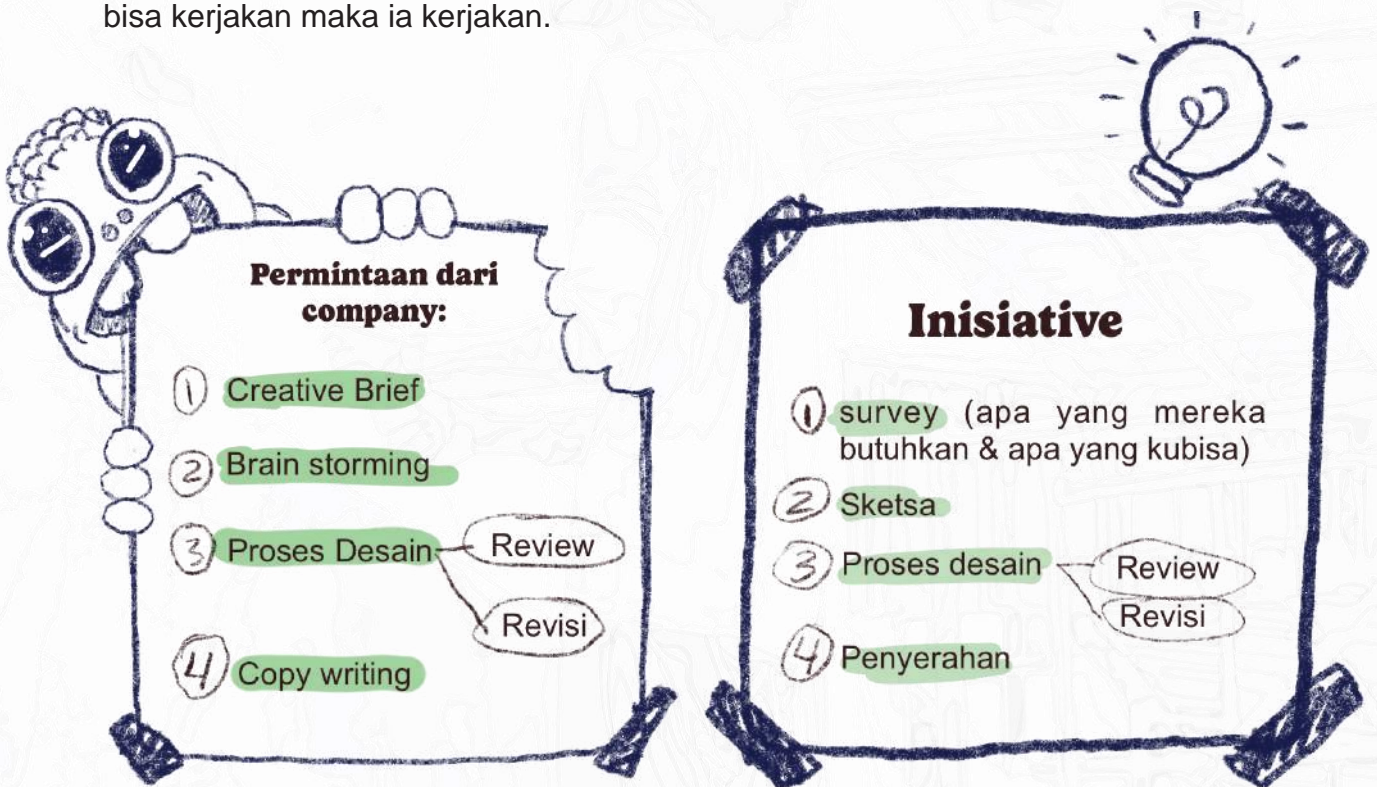 bisa kerjakan maka ia kerjakan.
Permintaan dari
company:
1 Creative Brief
2 Brain storming
3 Proses Desain
Review
Revisi
4 Copy writing
Inisiative
1 survey (apa yang mereka
butuhkan & apa yang kubisa)
2 Sketsa
3 Proses desain
Review
Revisi
4 Penyerahan